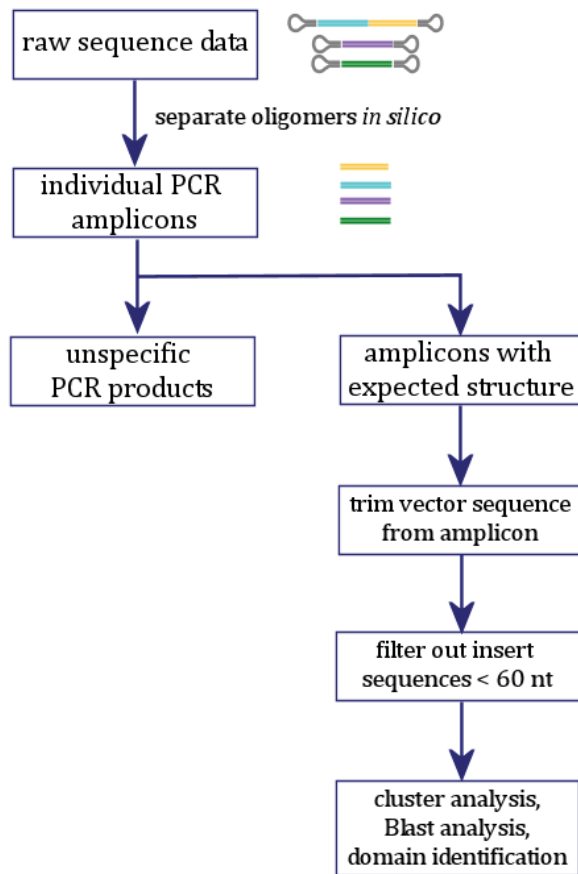 raw sequence data
separate oligomers in silico
individual PCR
amplicons
unspecific
PCR products
amplicons with
expected structure
trim vector sequence
from amplicon
filter out insert
sequences < 60 nt
cluster analysis,
Blast analysis,
domain identification